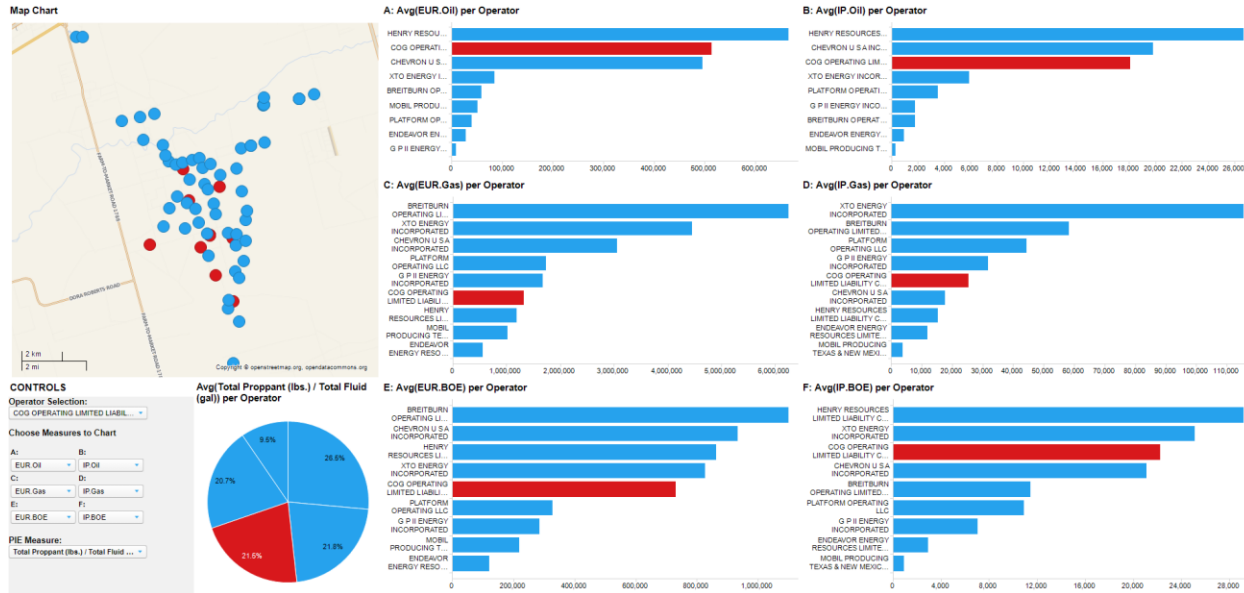 Map Chart
FARM-TO-MARKET ROAD 1788
DORA ROBERTS ROAD
2 km
2 mi
Copyright © openstreetmap.org, opendatacommons.org
A: Avg(EUR.Oil) per Operator
HENRY RESOU...
COG OPERATI...
CHEVRON U S...
XTO ENERGY I...
BREITBURN OP...
MOBIL PRODU...
PLATFORM OP...
ENDEAVOR EN...
G P II ENERGY...
0 100,000 200,000 300,000 400,000 500,000 600,000
B: Avg(IP.Oil) per Operator
HENRY RESOURCES...
CHEVRON U S A INC...
COG OPERATING LIM...
XTO ENERGY INCOR...
PLATFORM OPERATI...
G P II ENERGY INCO...
BREITBURN OPERAT...
ENDEAVOR ENERGY...
MOBIL PRODUCING T...
0 2,000 4,000 6,000 8,000 10,000 12,000 14,000 16,000 18,000 20,000 22,000 24,000 26,000
C: Avg(EUR.Gas) per Operator
BREITBURN
OPERATING LI...
XTO ENERGY
INCORPORATED
CHEVRON U S A
INCORPORATED
PLATFORM
OPERATING LLC
G P II ENERGY
INCORPORATED
COG OPERATING
LIMITED LIABILI...
HENRY
RESOURCES LI...
MOBIL
PRODUCING TE...
ENDEAVOR
ENERGY RESO...
0 1,000,000 2,000,000 3,000,000 4,000,000 5,000,000 6,000,000
D: Avg(IP.Gas) per Operator
XTO ENERGY
INCORPORATED
BREITBURN
OPERATING LIMITED...
PLATFORM
OPERATING LLC
G P II ENERGY
INCORPORATED
COG OPERATING
LIMITED LIABILITY C...
CHEVRON U S A
INCORPORATED
HENRY RESOURCES
LIMITED LIABILITY C...
ENDEAVOR ENERGY
RESOURCES LIMITE...
MOBIL PRODUCING
TEXAS & NEW MEXI...
0 10,000 20,000 30,000 40,000 50,000 60,000 70,000 80,000 90,000 100,000 110,000
CONTROLS
Operator Selection:
COG OPERATING LIMITED LIABIL...
Choose Measures to Chart
A: B:
EUR.Oil IP.Oil
C: D:
EUR.Gas IP.Gas
E: F:
EUR.BOE IP.BOE
PIE Measure:
Total Proppant (lbs.) / Total Fluid ...
Avg(Total Proppant (lbs.) / Total Fluid
(gal)) per Operator
9.5%
26.6%
20.7%
21.6%
21.8%
E: Avg(EUR.BOE) per Operator
BREITBURN
OPERATING LI...
CHEVRON U S A
INCORPORATED
HENRY
RESOURCES LI...
XTO ENERGY
INCORPORATED
COG OPERATING
LIMITED LIABILI...
PLATFORM
OPERATING LLC
G P II ENERGY
INCORPORATED
MOBIL
PRODUCING T...
ENDEAVOR
ENERGY RESO...
0 200,000 400,000 600,000 800,000 1,000,000
F: Avg(IP.BOE) per Operator
HENRY RESOURCES
LIMITED LIABILITY C...
XTO ENERGY
INCORPORATED
COG OPERATING
LIMITED LIABILITY C...
CHEVRON U S A
INCORPORATED
BREITBURN
OPERATING LIMITED...
PLATFORM OPERATING
LLC
G P II ENERGY
INCORPORATED
ENDEAVOR ENERGY
RESOURCES LIMITE...
MOBIL PRODUCING
TEXAS & NEW MEXIC...
0 4,000 8,000 12,000 16,000 20,000 24,000 28,000